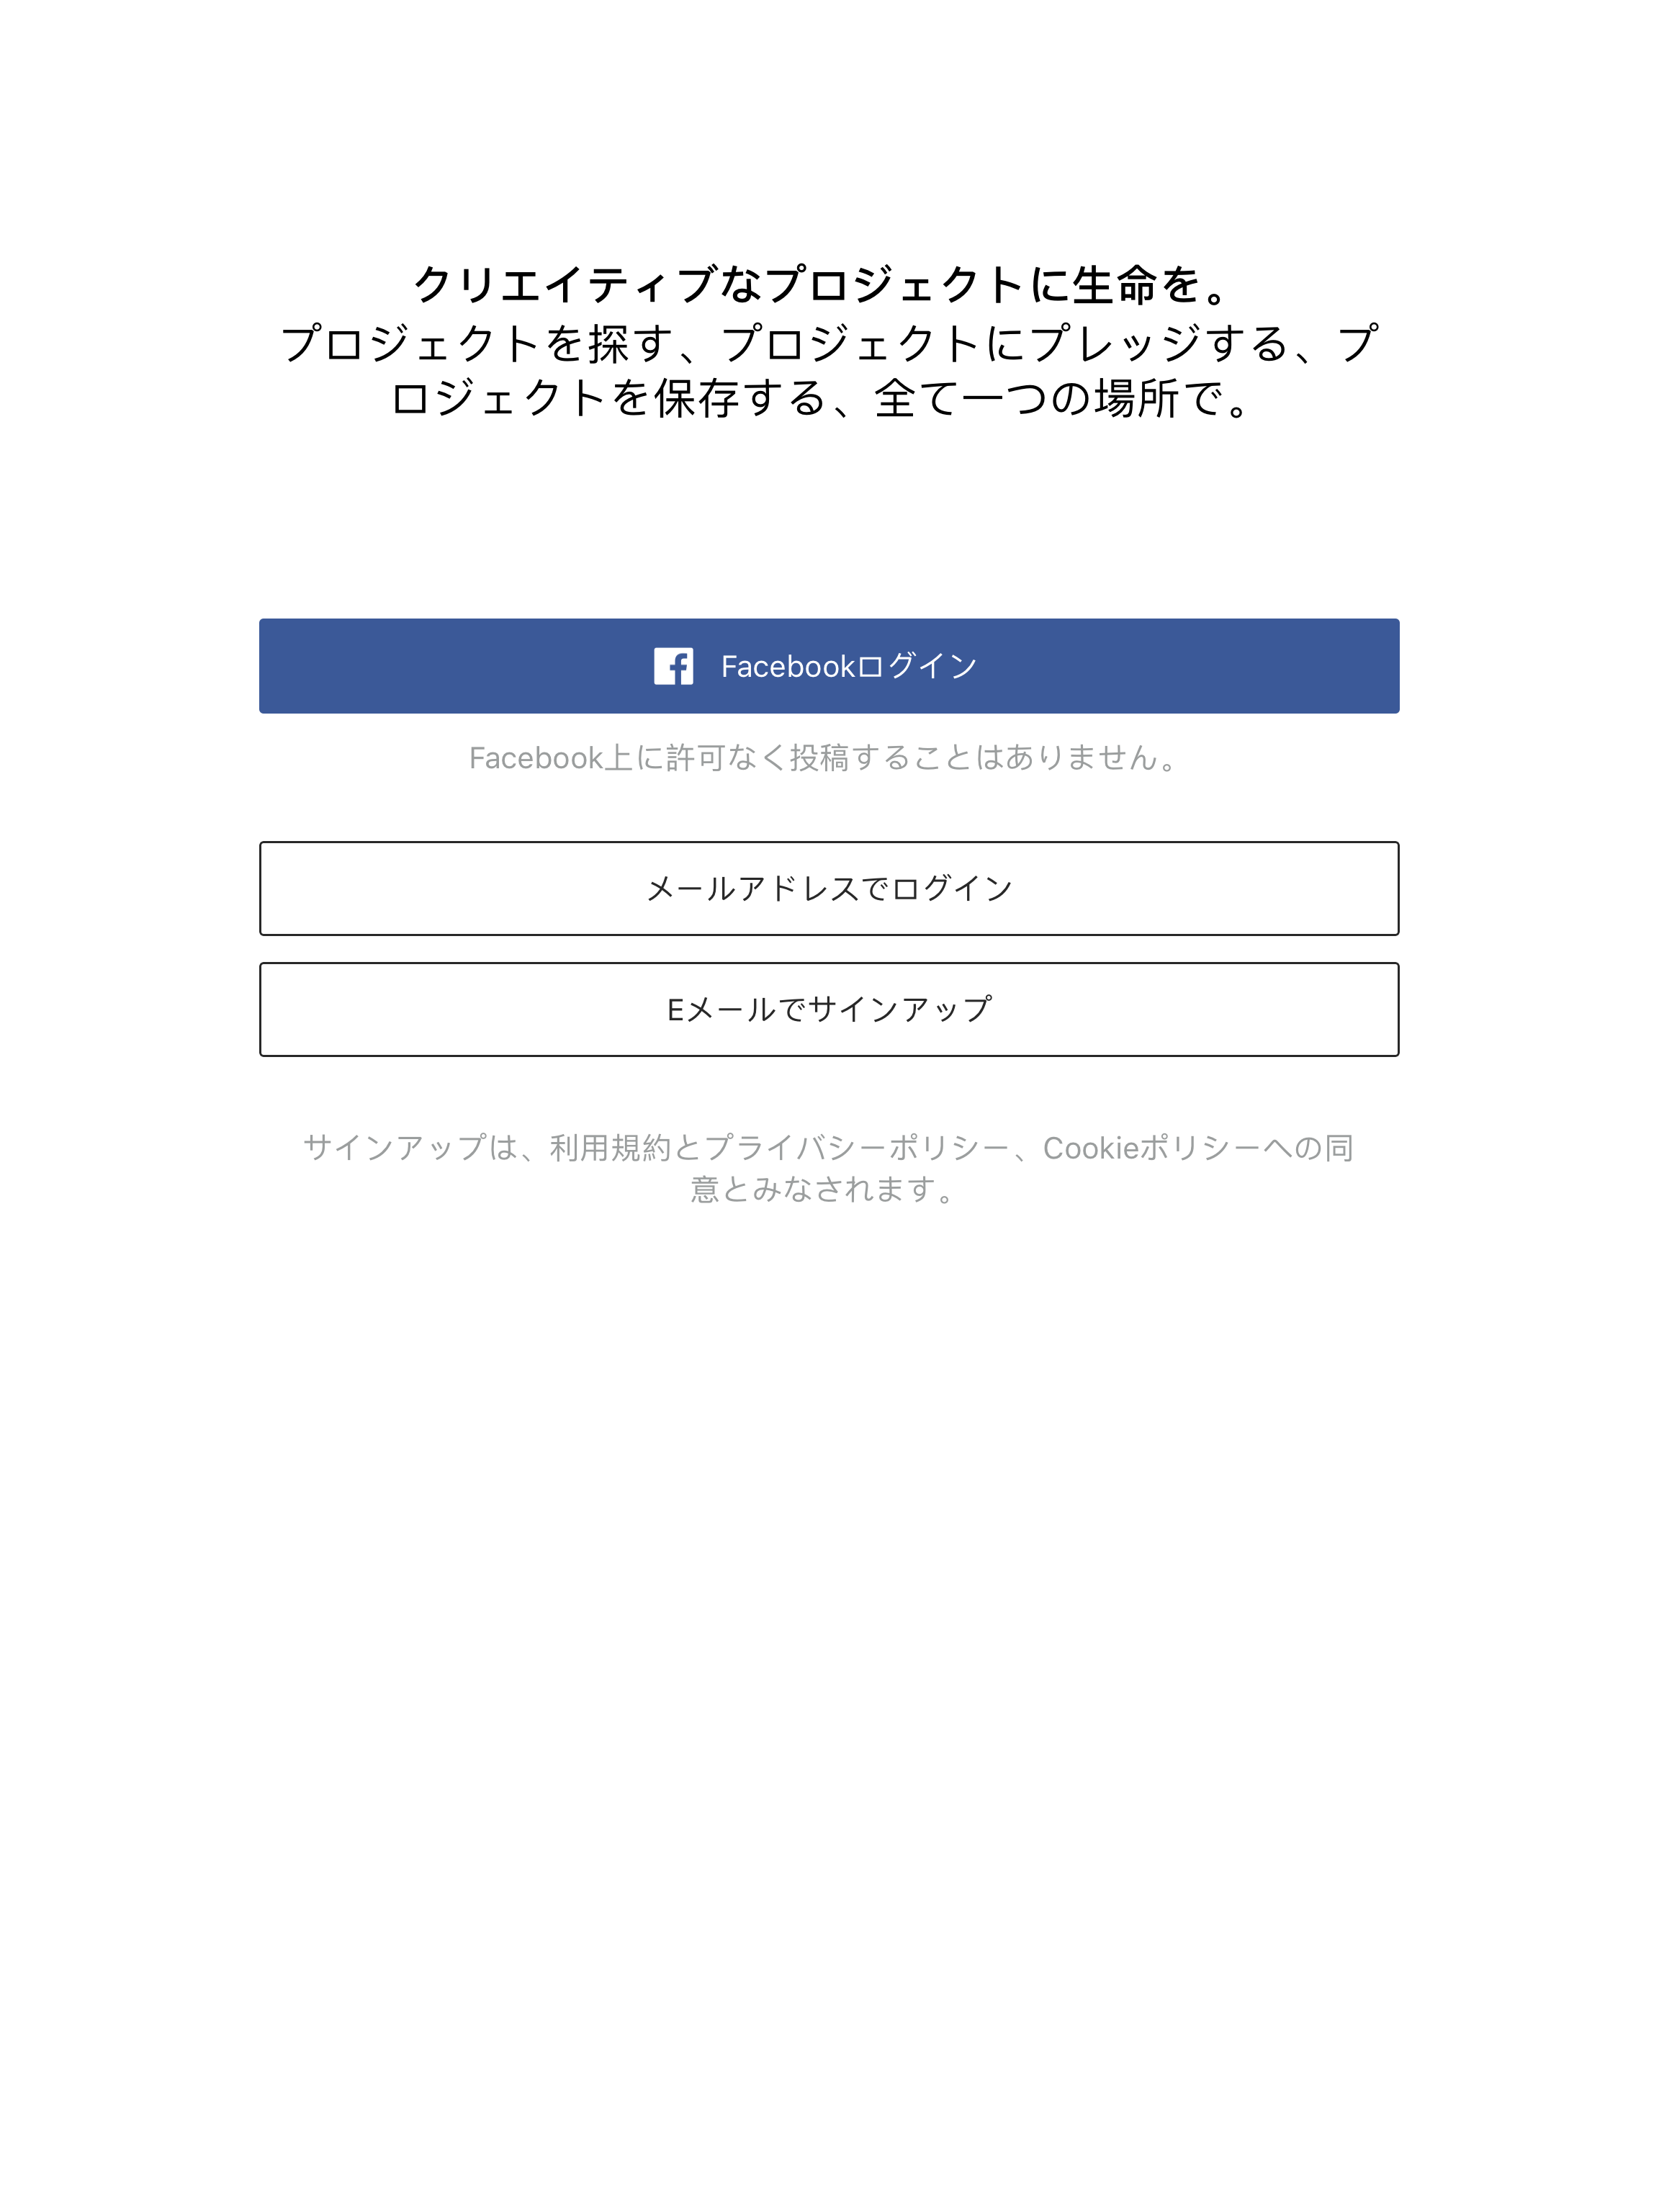 クリエイティブなプロジェクトに生命を。
プロジェクトを探す、プロジェクトにプレッジする、プ
ロジェクトを保存する、全て一つの場所で。
Facebookログイン
Facebook上に許可なく投稿することはありません。
メールアドレスでログイン
Eメールでサインアップ
サインアップは、利用規約とプライバシーポリシー、Cookieポリシーへの同
意とみなされます。